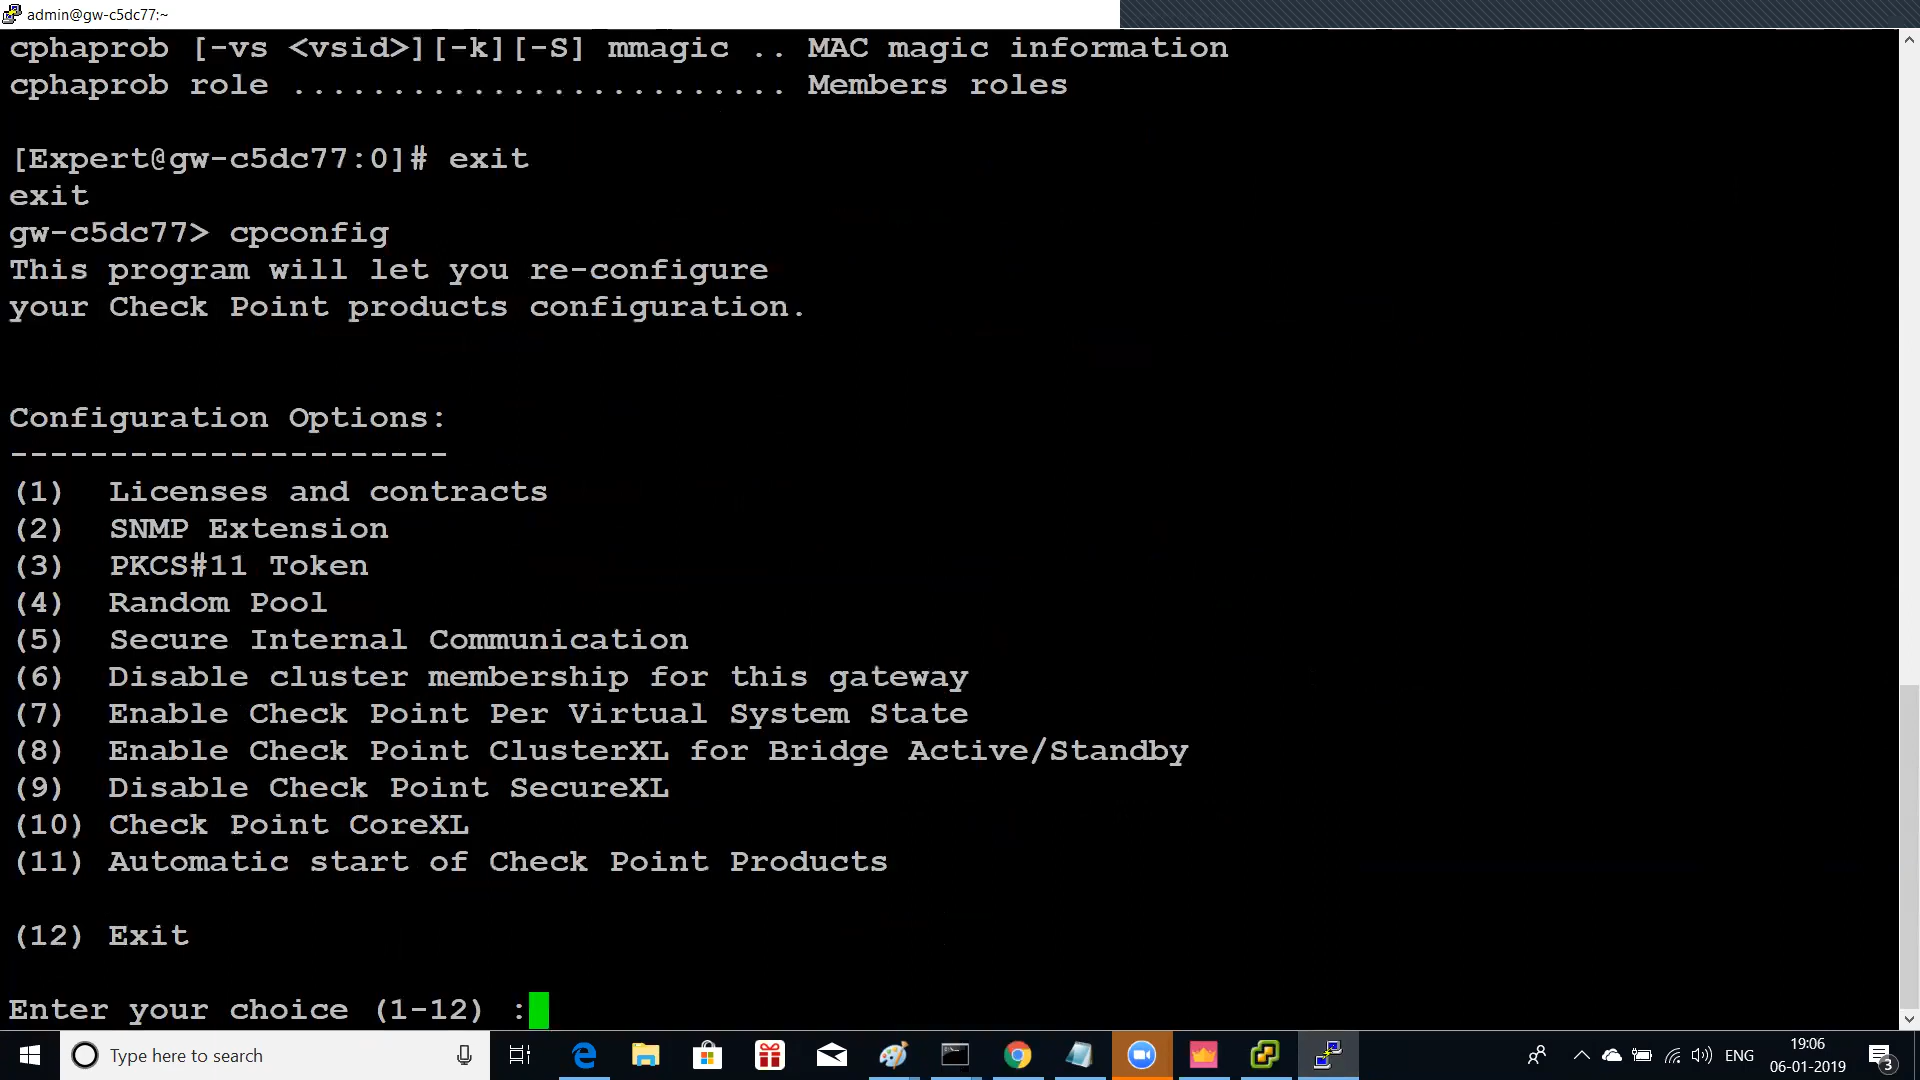 admin@gw-c5dc77:~
cphaprob [-vs <vsid>][-k][-S] mmagic .. MAC magic information
cphaprob role ......................... Members roles
[Expert@gw-c5dc77:0]# exit
exit
gw-c5dc77> cpconfig
This program will let you re-configure
your Check Point products configuration.
Configuration Options:
----------------------
(1) Licenses and contracts
(2) SNMP Extension
(3) PKCS#11 Token
(4) Random Pool
(5) Secure Internal Communication
(6) Disable cluster membership for this gateway
(7) Enable Check Point Per Virtual System State
(8) Enable Check Point ClusterXL for Bridge Active/Standby
(9) Disable Check Point SecureXL
(10) Check Point CoreXL
(11) Automatic start of Check Point Products
(12) Exit
Enter your choice (1-12) :
Type here to search
ENG
19:06
06-01-2019
3